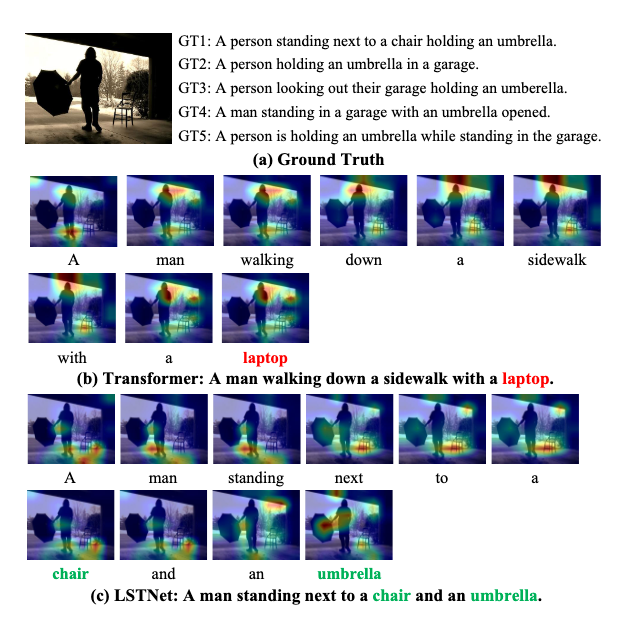 GT1: A person standing next to a chair holding an umbrella.
GT2: A person holding an umbrella in a garage.
GT3: A person looking out their garage holding an umberella.
GT4: A man standing in a garage with an umbrella opened.
GT5: A person is holding an umbrella while standing in the garage.
(a) Ground Truth
A man walking down a sidewalk
with a laptop
(b) Transformer: A man walking down a sidewalk with a laptop.
A man standing next to a
chair and an umbrella
(c) LSTNet: A man standing next to a chair and an umbrella.